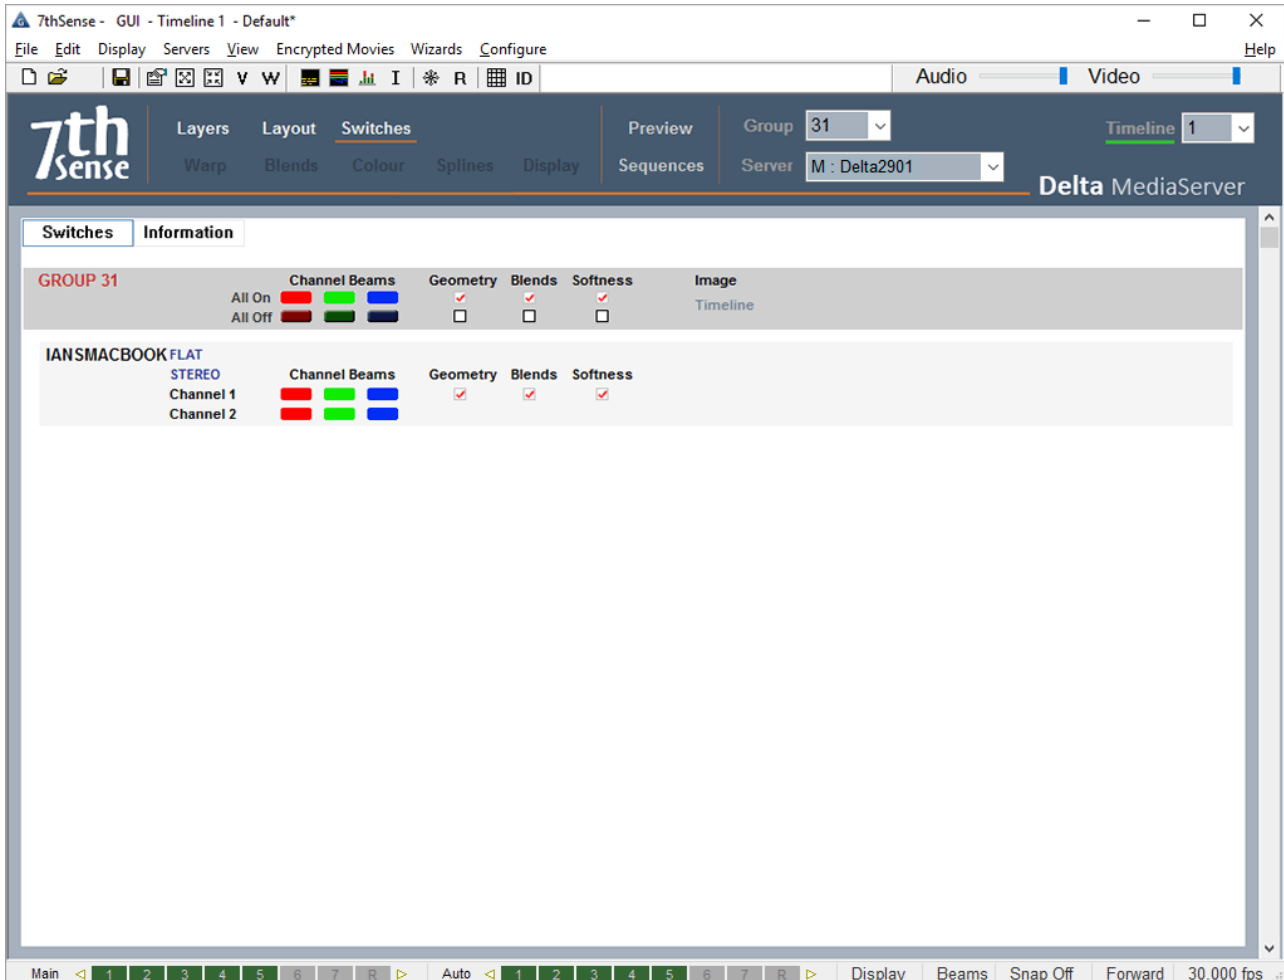 7thSense - GUI - Timeline 1 - Default*
File Edit Display Servers View Encrypted Movies Wizards Configure Help
V W I R ID Audio Video
7th Sense
Layers Layout Switches Preview Group 31 Timeline 1
Warp Blends Colour Splines Display Sequences Server M : Delta2901
Delta MediaServer
Switches Information
GROUP 31 Channel Beams Geometry Blends Softness Image
All On Timeline
All Off
IANSMACBOOK FLAT
STEREO Channel Beams Geometry Blends Softness
Channel 1
Channel 2
Main 1 2 3 4 5 6 7 R Auto 1 2 3 4 5 6 7 R Display Beams Snap Off Forward 30.000 fps